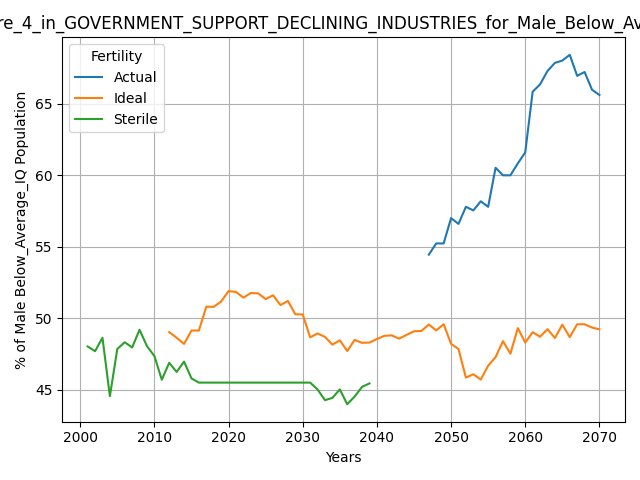 re_4_in_GOVERNMENT_SUPPORT_DECLINING_INDUSTRIES_for_Male_Below_Av
Fertility
Actual
Ideal
Sterile
% of Male Below_Average_IQ Population
65
60
55
50
45
2000 2010 2020 2030 2040 2050 2060 2070
Years